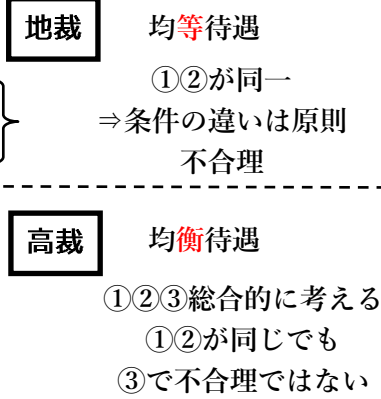 地裁 均等待遇
①②が同一
⇒条件の違いは原則
不合理
高裁 均衡待遇
①②③総合的に考える
①②が同じでも
③で不合理ではない